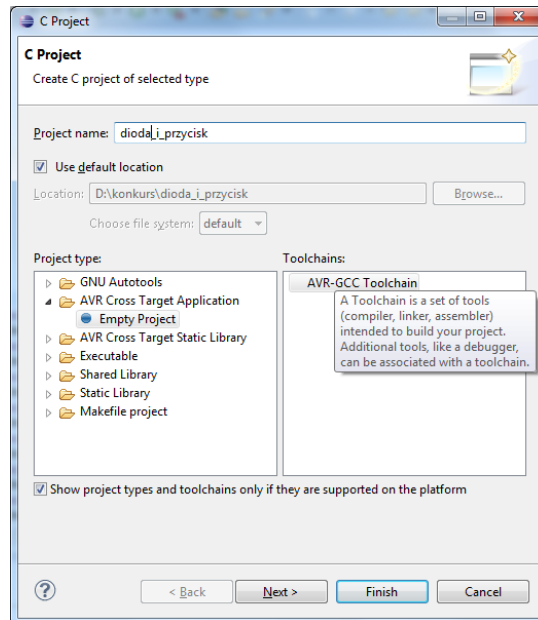 C Project
C Project
Create C project of selected type
Project name: dioda_i_przycisk
Use default location
Location: D:\konkurs\dioda_i_przycisk Browse...
Choose file system: default
Project type: Toolchains:
GNU Autotools AVR-GCC Toolchain
AVR Cross Target Application A Toolchain is a set of tools
Empty Project (compiler, linker, assembler)
AVR Cross Target Static Library intended to build your project.
Executable Additional tools, like a debugger,
Shared Library can be associated with a toolchain.
Static Library
Makefile project
Show project types and toolchains only if they are supported on the platform
? < Back Next > Finish Cancel